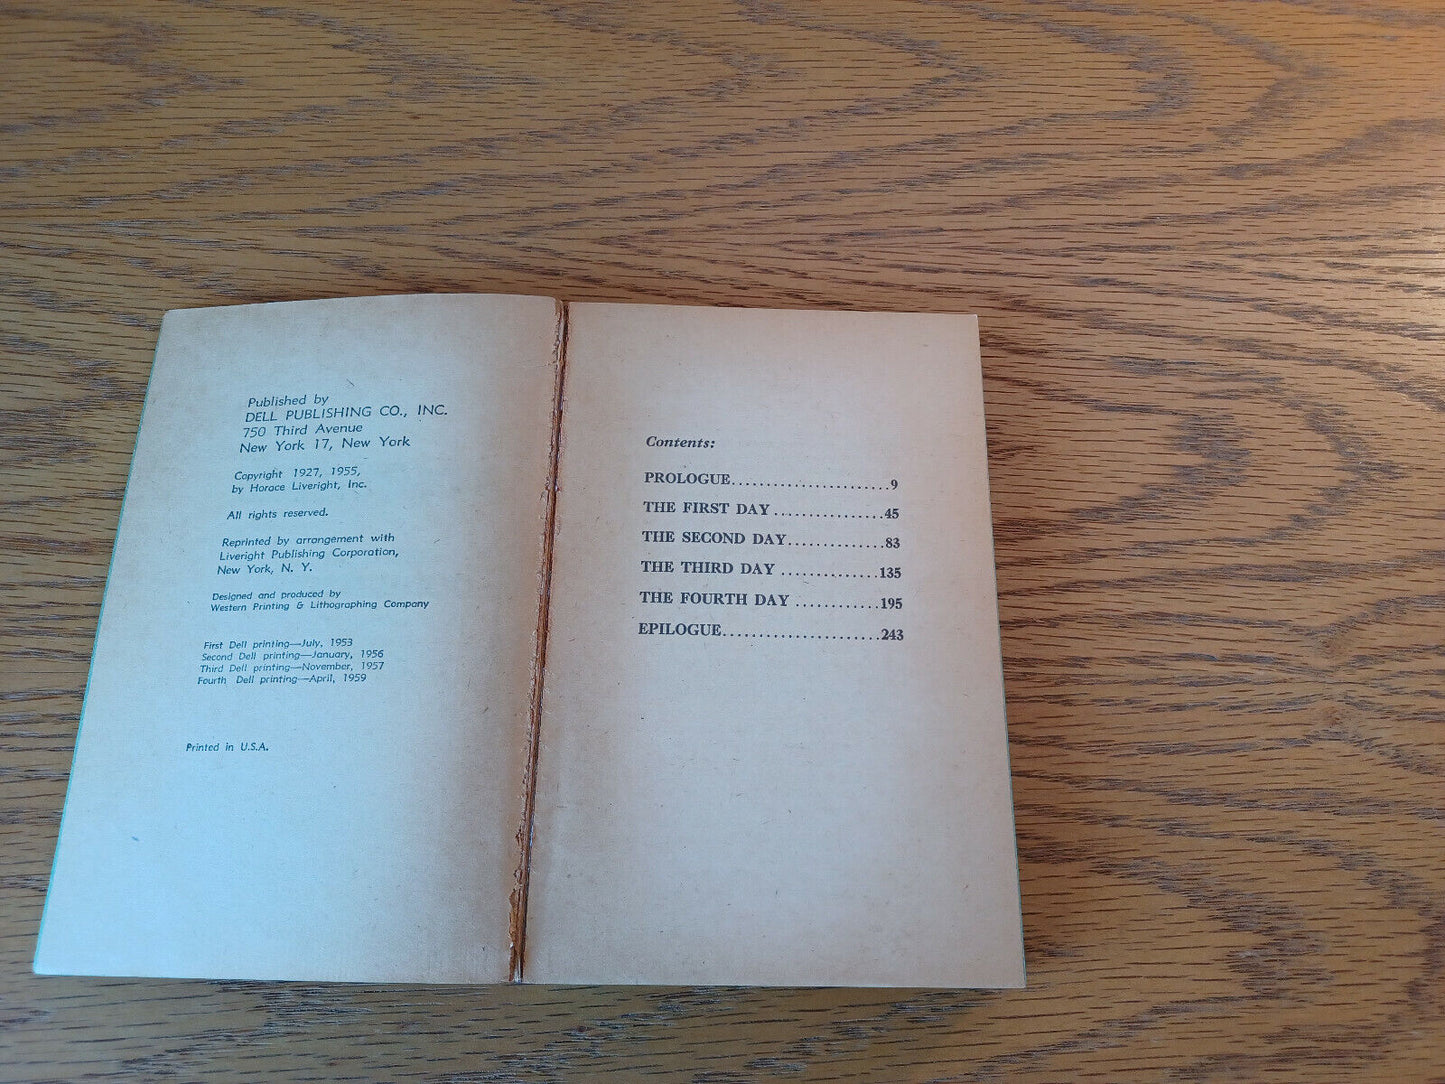 Published by
DELL PUBLISHING CO., INC.
750 Third Avenue
New York 17, New York
Copyright 1927, 1955,
by Horace Liveright, Inc.
All rights reserved.
Reprinted by arrangement with
Liveright Publishing Corporation,
New York, N. Y.
Designed and produced by
Western Printing & Lithographing Company
First Dell printing—July, 1953
Second Dell printing—January, 1956
Third Dell printing—November, 1957
Fourth Dell printing—April, 1959
Printed in U.S.A.
Contents:
PROLOGUE.......................9
THE FIRST DAY ................45
THE SECOND DAY..............83
THE THIRD DAY ..............135
THE FOURTH DAY ............195
EPILOGUE.......................243